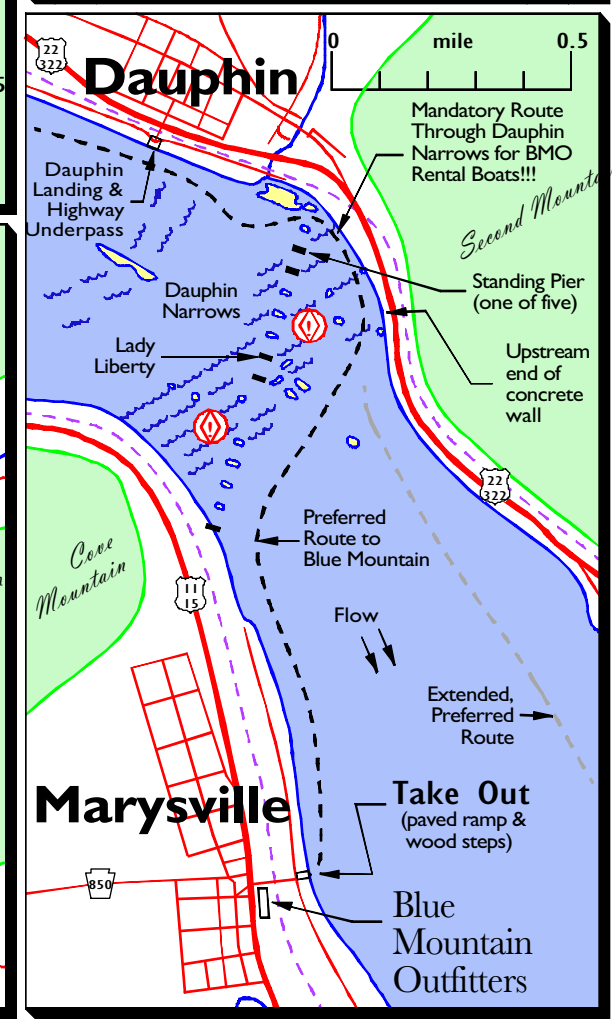 22
322
Dauphin
0 mile 0.5
Mandatory Route
Through Dauphin
Narrows for BMO
Rental Boats!!!
Dauphin
Landing &
Highway
Underpass
Second Mounta
Standing Pier
(one of five)
Dauphin
Narrows
!
Lady
Liberty
Upstream
end of
concrete
wall
!
22
322
Preferred
Route to
Blue Mountain
Cove
Mountain
11
15
Flow
Extended,
Preferred
Route
Marysville
Take Out
(paved ramp &
wood steps)
850
Blue
Mountain
Outfitters